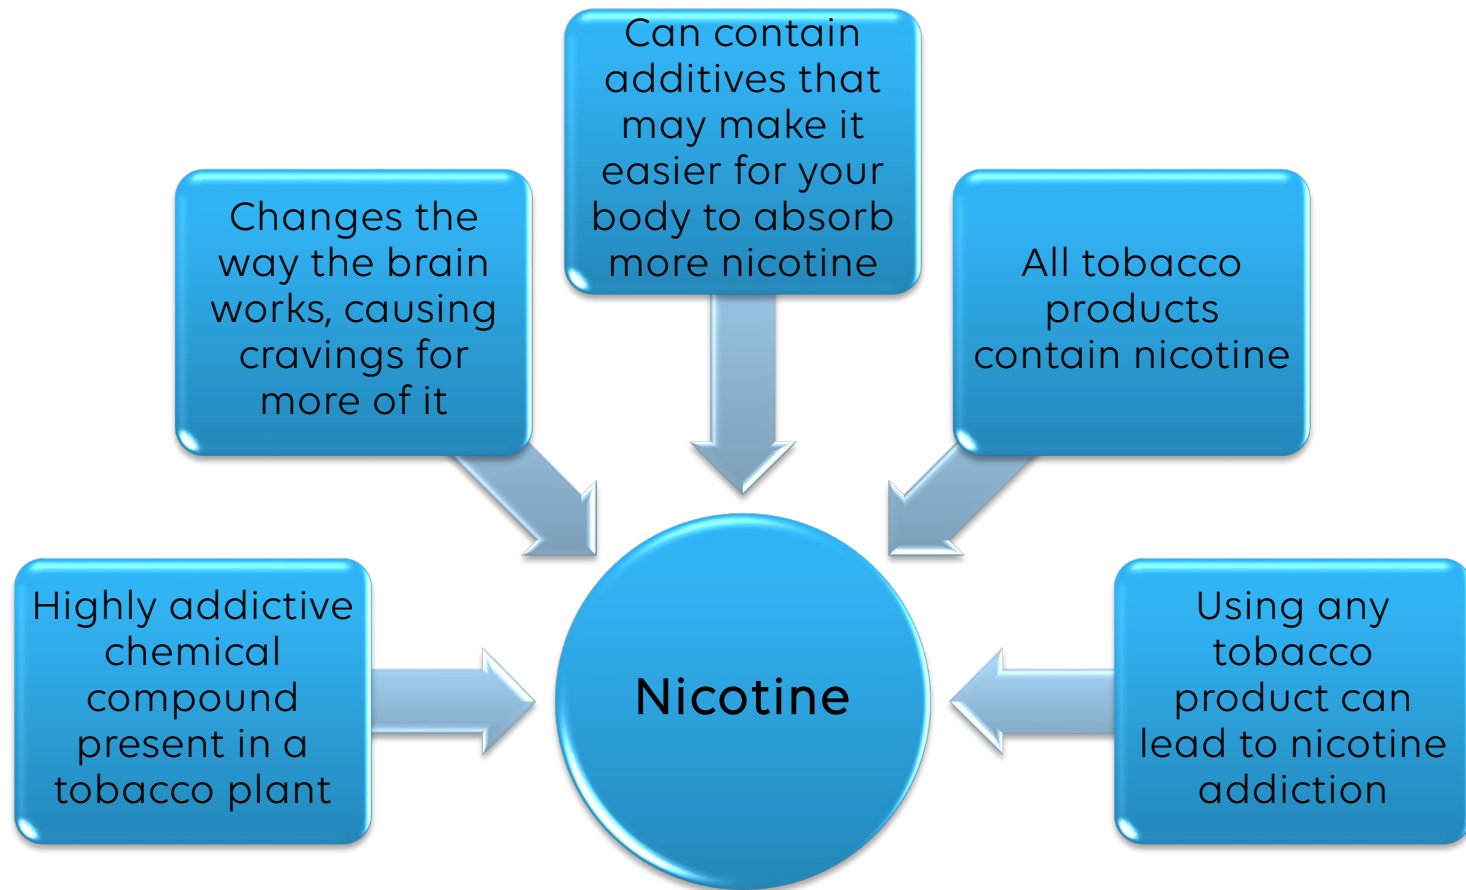 Highly addictive
chemical
compound
present in a
tobacco plant
Changes the
way the brain
works, causing
cravings for
more of it
Can contain
additives that
may make it
easier for your
body to absorb
more nicotine
All tobacco
products
contain nicotine
Using any
tobacco
product can
lead to nicotine
addiction
Nicotine